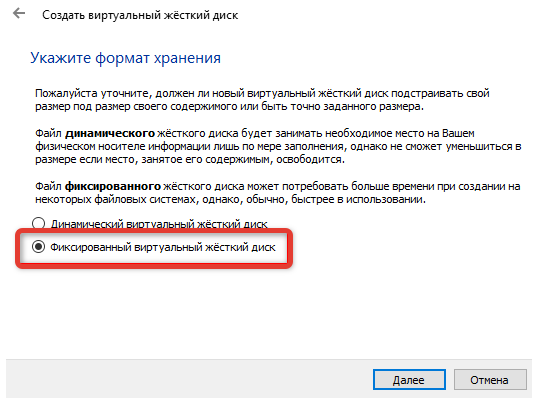 Создать виртуальный жёсткий диск
Укажите формат хранения
Пожалуйста уточните, должен ли новый виртуальный жёсткий диск подстраивать свой
размер под размер своего содержимого или быть точно заданного размера.
Файл динамического жёсткого диска будет занимать необходимое место на Вашем
физическом носителе информации лишь по мере заполнения, однако не сможет уменьшиться в
размере если место, занятое его содержимым, освободится.
Файл фиксированного жёсткого диска может потребовать больше времени при создании на
некоторых файловых системах, однако, обычно, быстрее в использовании.
Динамический виртуальный жёсткий диск
Фиксированный виртуальный жёсткий диск
Далее
Отмена